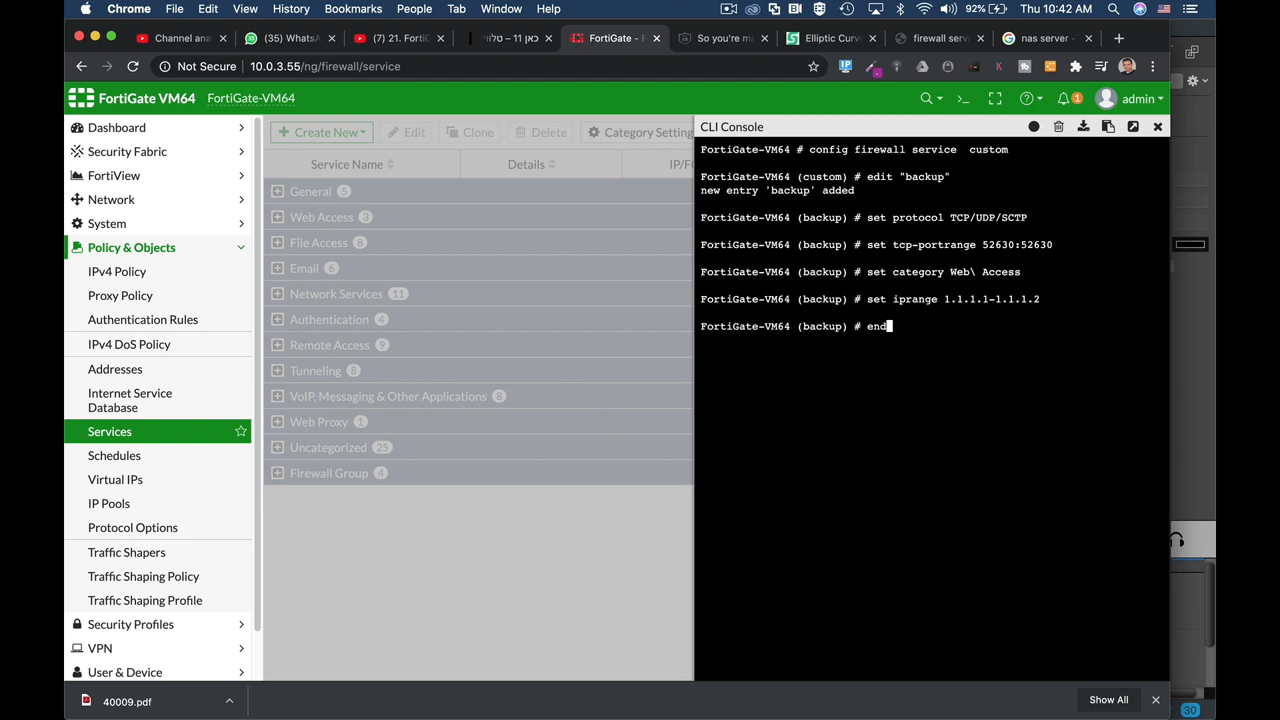 Chrome File Edit View History Bookmarks People Tab Window Help 92% Thu 10:42 AM
Channel ana (35) WhatsA (7) 21. FortiG כאן 11 – סלוי FortiGate - F So you're m Elliptic Curv firewall serv nas server -
Not Secure 10.0.3.55/ng/firewall/service
FortiGate VM64 FortiGate-VM64 1 admin
Dashboard
Security Fabric
FortiView
Network
System
Policy & Objects
IPv4 Policy
Proxy Policy
Authentication Rules
IPv4 DoS Policy
Addresses
Internet Service
Database
Services
Schedules
Virtual IPs
IP Pools
Protocol Options
Traffic Shapers
Traffic Shaping Policy
Traffic Shaping Profile
Security Profiles
VPN
User & Device
+ Create New Edit Clone Delete Category Setting
Service Name Details IP/FQ
General 5
Web Access 3
File Access 8
Email 6
Network Services 11
Authentication 4
Remote Access 9
Tunneling 8
VoIP, Messaging & Other Applications 8
Web Proxy 1
Uncategorized 25
Firewall Group 4
CLI Console
FortiGate-VM64 # config firewall service  custom
FortiGate-VM64 (custom) # edit "backup"
new entry 'backup' added
FortiGate-VM64 (backup) # set protocol TCP/UDP/SCTP
FortiGate-VM64 (backup) # set tcp-portrange 52630:52630
FortiGate-VM64 (backup) # set category Web\ Access
FortiGate-VM64 (backup) # set iprange 1.1.1.1-1.1.1.2
FortiGate-VM64 (backup) # end
40009.pdf
Show All
30